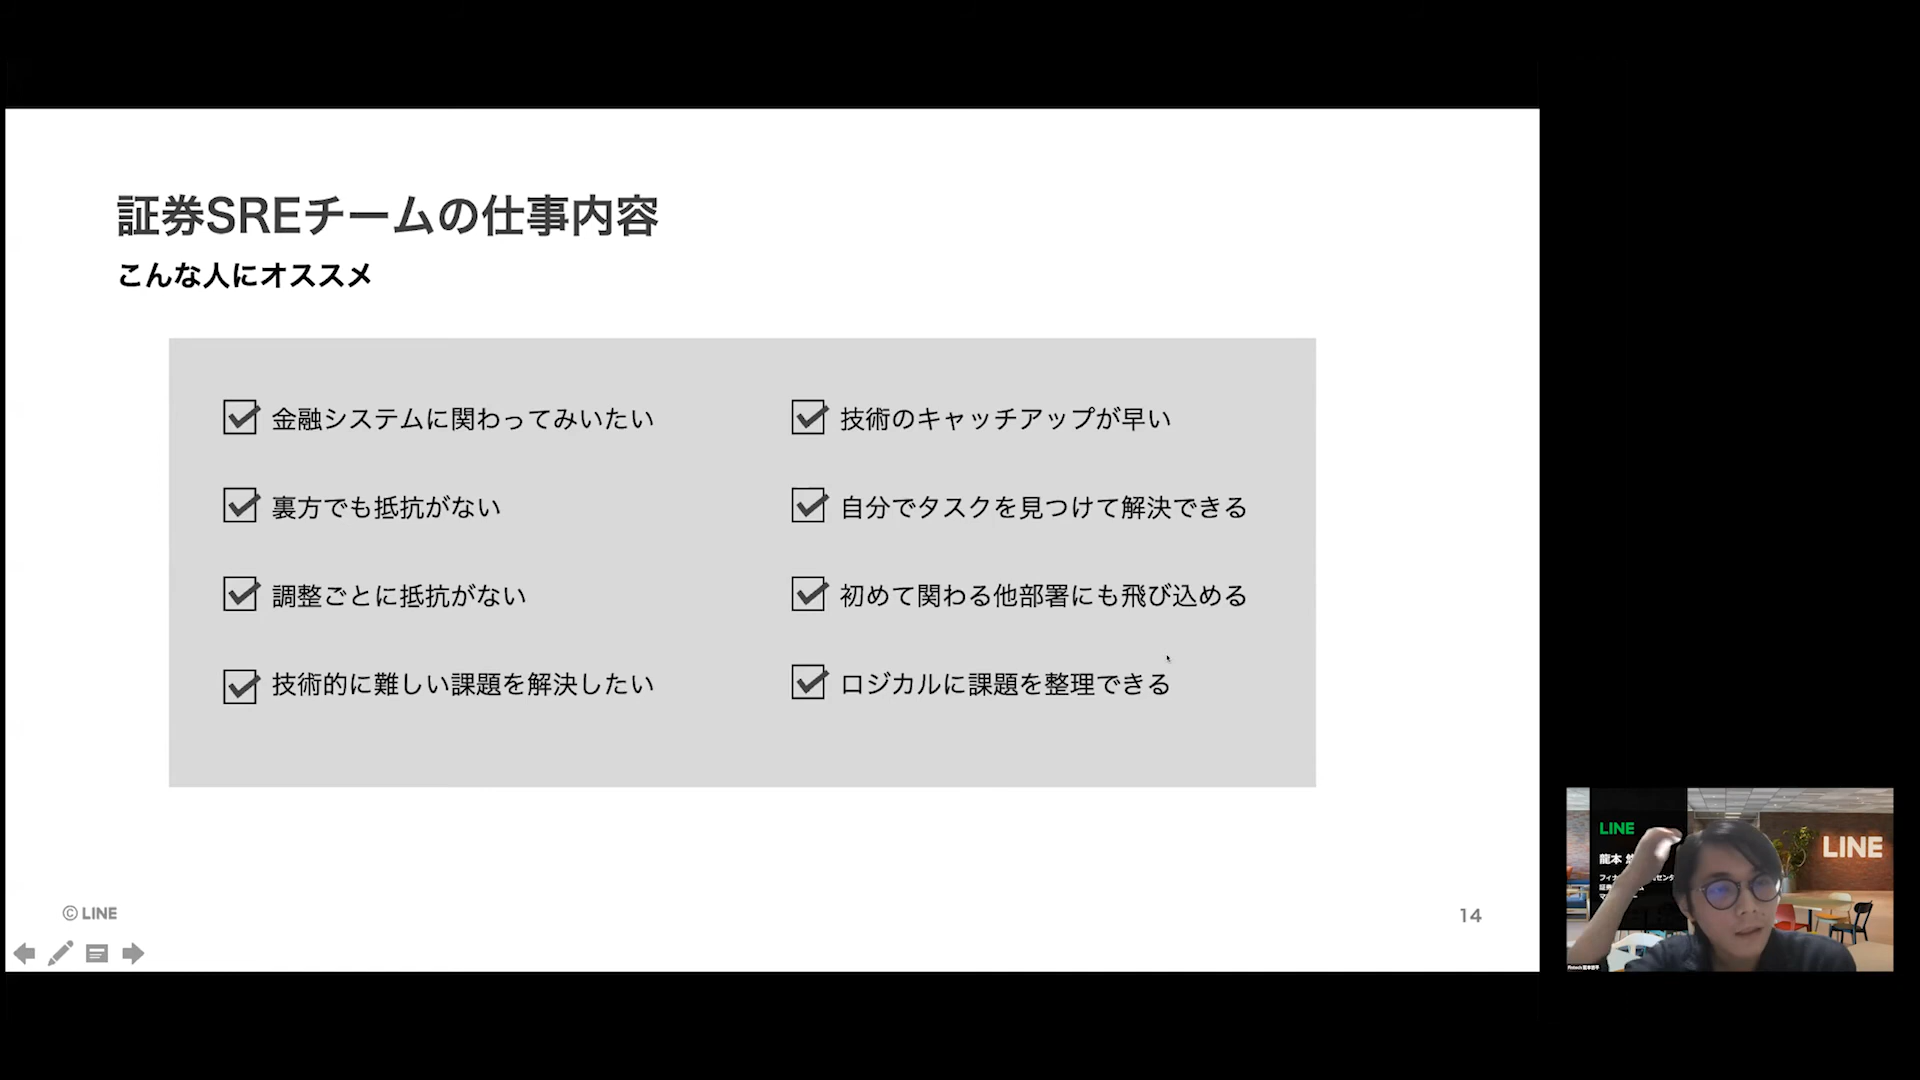 証券SREチームの仕事内容
こんな人にオススメ
金融システムに関わってみいたい
裏方でも抵抗がない
調整ごとに抵抗がない
技術的に難しい課題を解決したい
技術のキャッチアップが早い
自分でタスクを見つけて解決できる
初めて関わる他部署にも飛び込める
ロジカルに課題を整理できる
© LINE
14
LINE
龍本
LINE